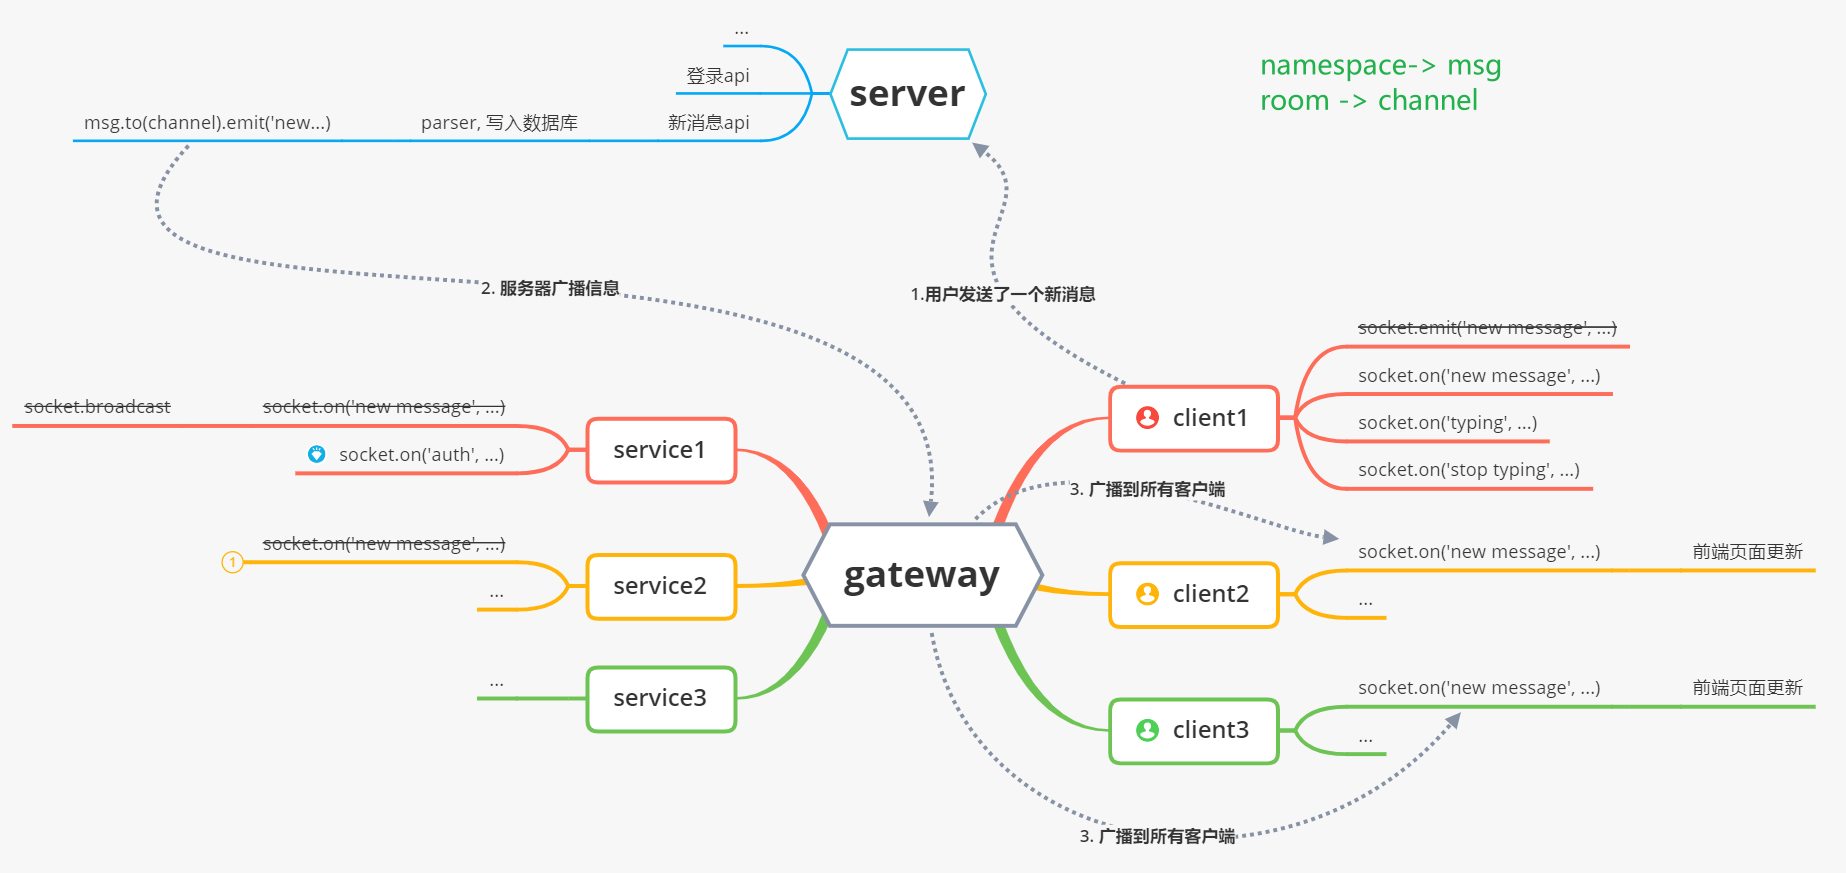 ...
登录api
server
msg.to(channel).emit('new...)
parser, 写入数据库
新消息api
namespace-> msg
room -> channel
2. 服务器广播信息
1.用户发送了一个新消息
socket.broadcast
socket.on('new message', ...)
socket.on('auth', ...)
service1
socket.on('new message', ...)
...
1
service2
...
service3
gateway
client1
socket.emit('new message', ...)
socket.on('new message', ...)
socket.on('typing', ...)
socket.on('stop typing', ...)
3. 广播到所有客户端
client2
socket.on('new message', ...)
前端页面更新
...
client3
socket.on('new message', ...)
前端页面更新
...
3. 广播到所有客户端